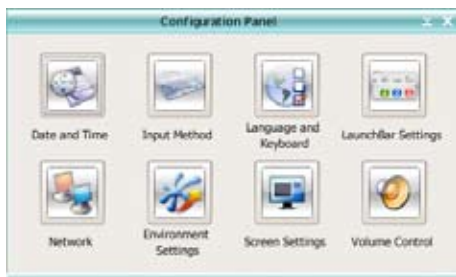 Configuration Panel
Date and Time
Input Method
Language and
Keyboard
LaunchBar Settings
Network
Environment
Settings
Screen Settings
Volume Control